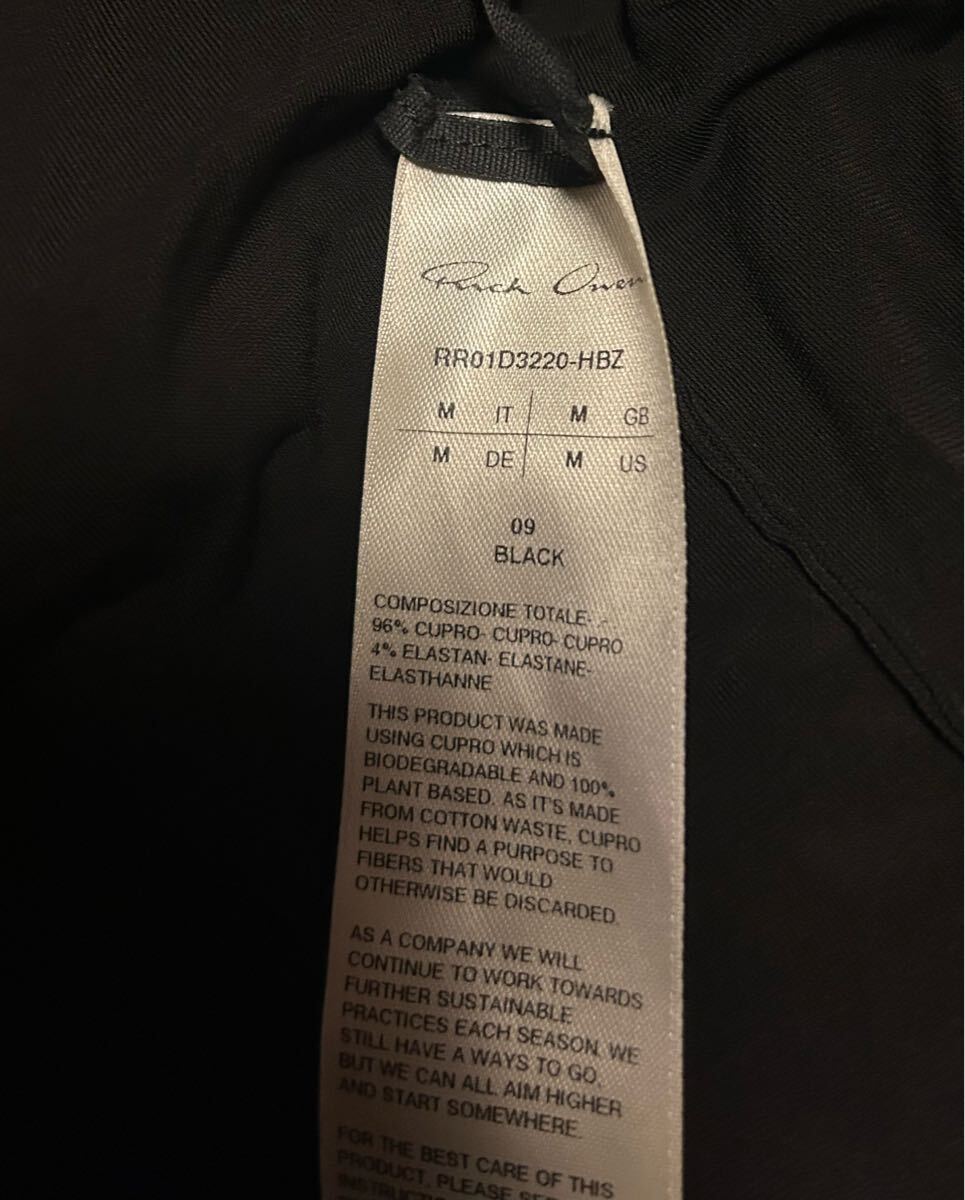 Rick Owen
RR01D3220-HBZ
M IT M GB
M DE M US
09
BLACK
COMPOSIZIONE TOTALE-
96% CUPRO- CUPRO- CUPRO
4% ELASTAN- ELASTANE-
ELASTHANNE
THIS PRODUCT WAS MADE
USING CUPRO WHICH IS
BIODEGRADABLE AND 100%
PLANT BASED. AS IT'S MADE
FROM COTTON WASTE, CUPRO
HELPS FIND A PURPOSE TO
FIBERS THAT WOULD
OTHERWISE BE DISCARDED.
AS A COMPANY WE WILL
CONTINUE TO WORK TOWARDS
FURTHER SUSTAINABLE
PRACTICES EACH SEASON. WE
STILL HAVE A WAYS TO GO.
BUT WE CAN ALL AIM HIGHER
AND START SOMEWHERE.
FOR THE BEST CARE OF THIS
PRODUCT, PLEASE